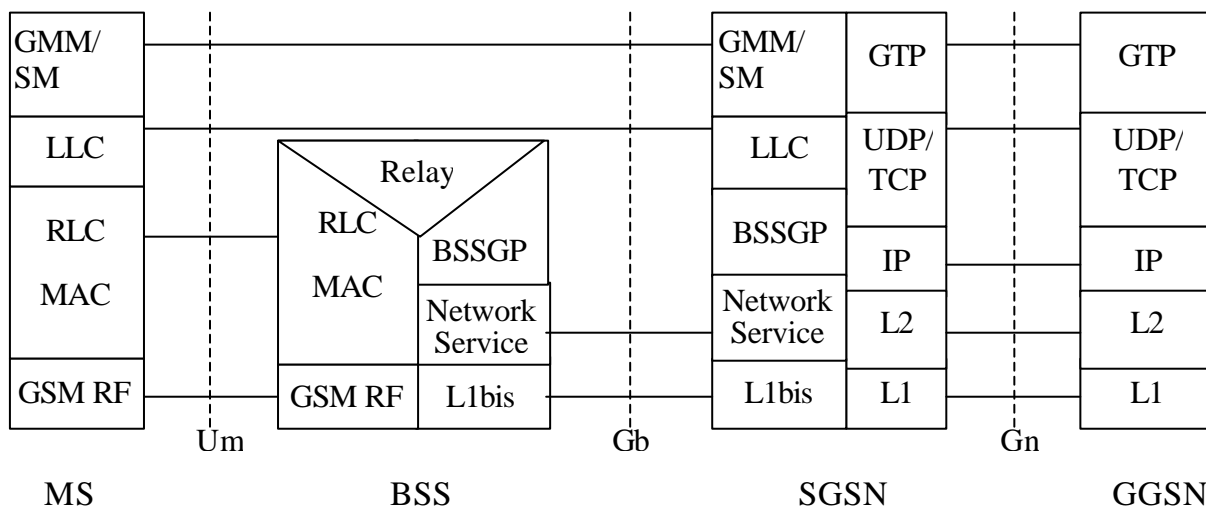 GMM/
SM
LLC
RLC
MAC
GSM RF
Relay
RLC
MAC
BSSGP
Network
Service
GSM RF
L1bis
GMM/
SM
LLC
BSSGP
Network
Service
L1bis
GTP
UDP/
TCP
IP
L2
L1
GTP
UDP/
TCP
IP
L2
L1
Um
Gb
Gn
MS
BSS
SGSN
GGSN